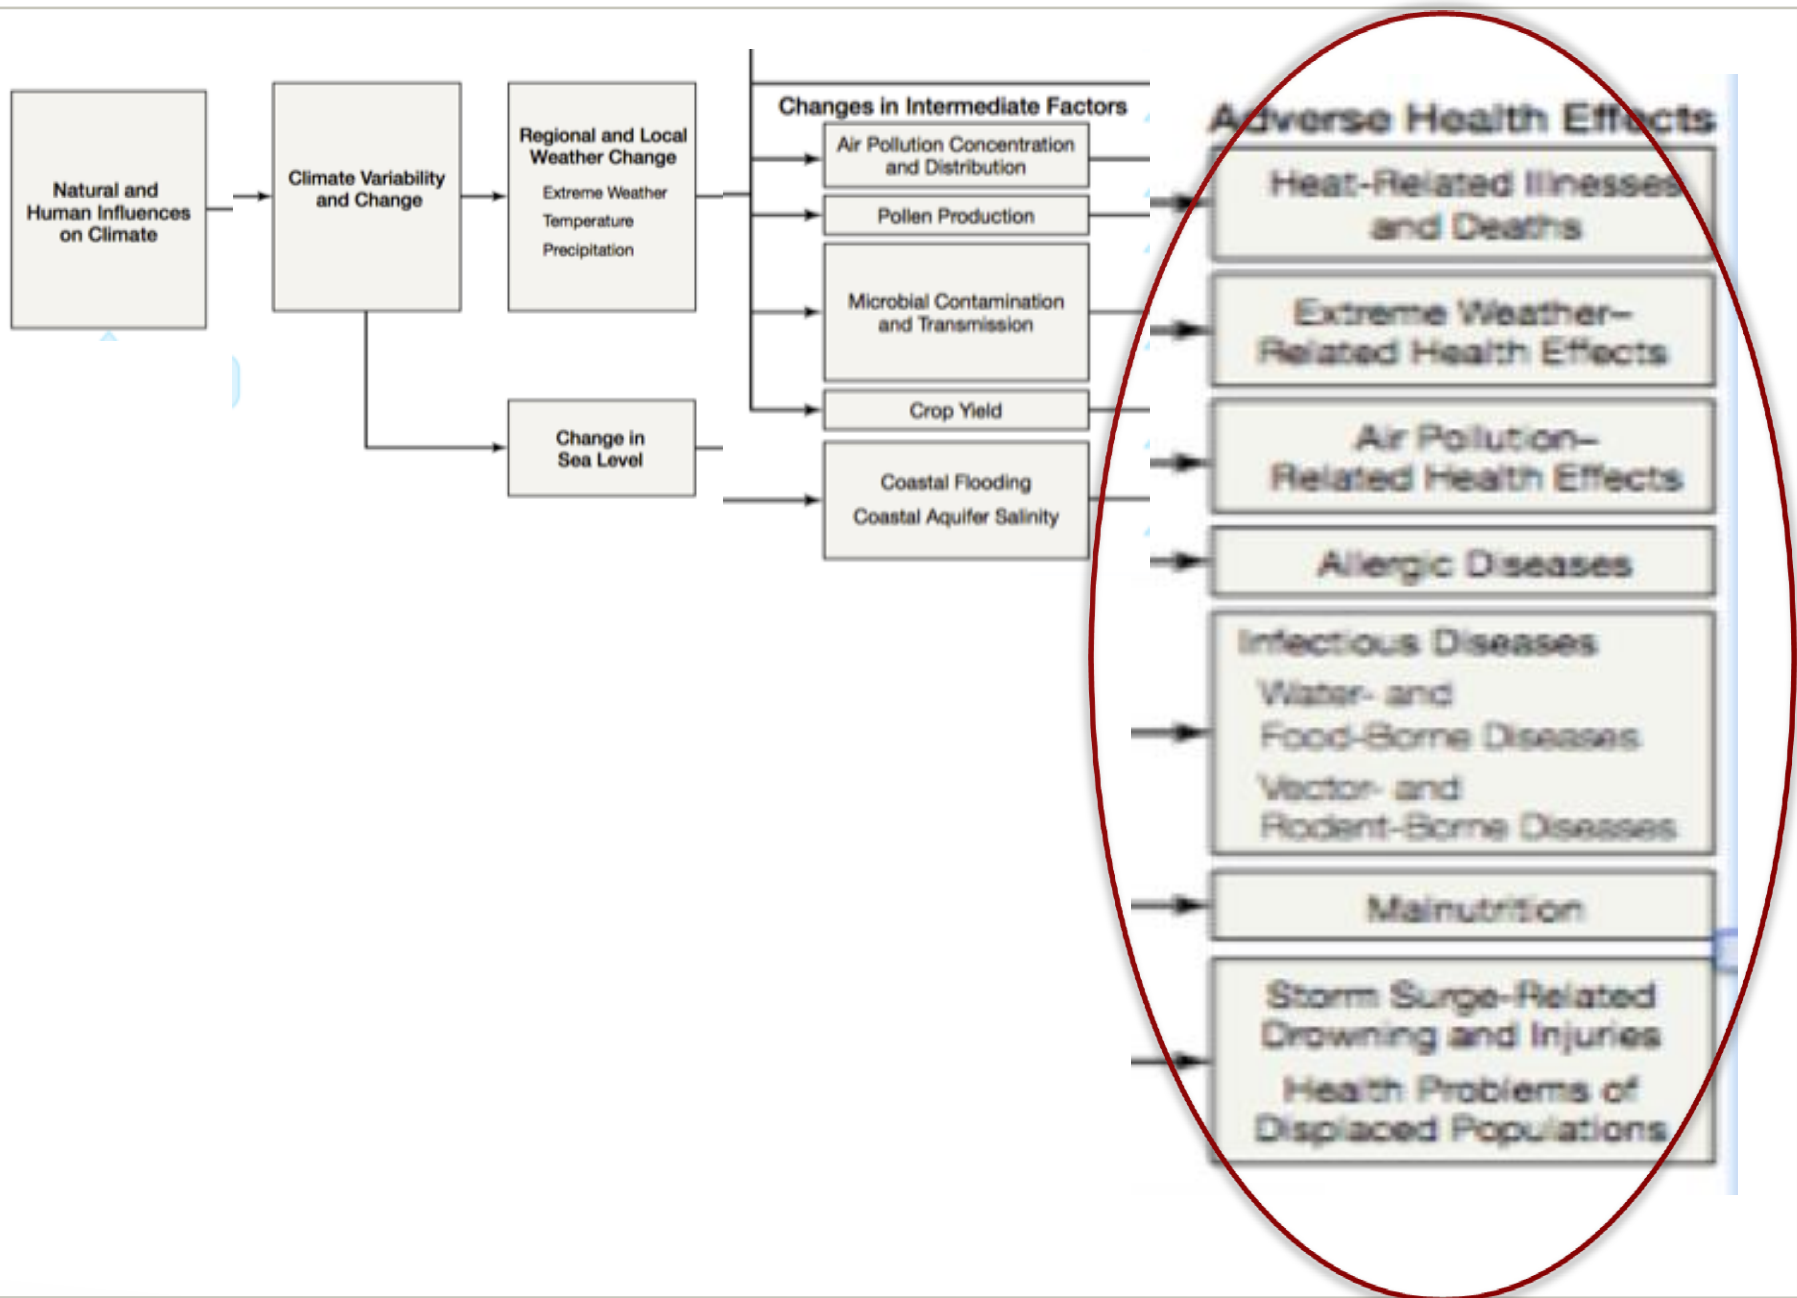 Natural and
Human Influences
on Climate
Climate Variability
and Change
Regional and Local
Weather Change
Extreme Weather
Temperature
Precipitation
Change in
Sea Level
Changes in Intermediate Factors
Air Pollution Concentration
and Distribution
Pollen Production
Microbial Contamination
and Transmission
Crop Yield
Coastal Flooding
Coastal Aquifer Salinity
Adverse Health Effects
Heat-Related Illnesses
and Deaths
Extreme Weather–
Related Health Effects
Air Pollution–
Related Health Effects
Allergic Diseases
Infectious Diseases
Water- and
Food-Borne Diseases
Vector- and
Rodent-Borne Diseases
Malnutrition
Storm Surge-Related
Drowning and Injuries
Health Problems of
Displaced Populations